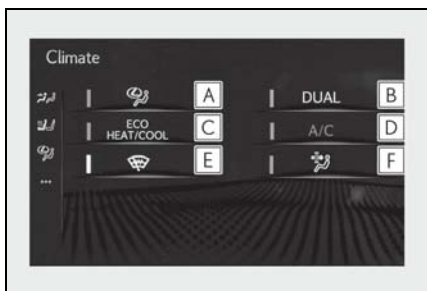 Climate
A
DUAL B
ECO
HEAT/COOL C
A/C D
E
F